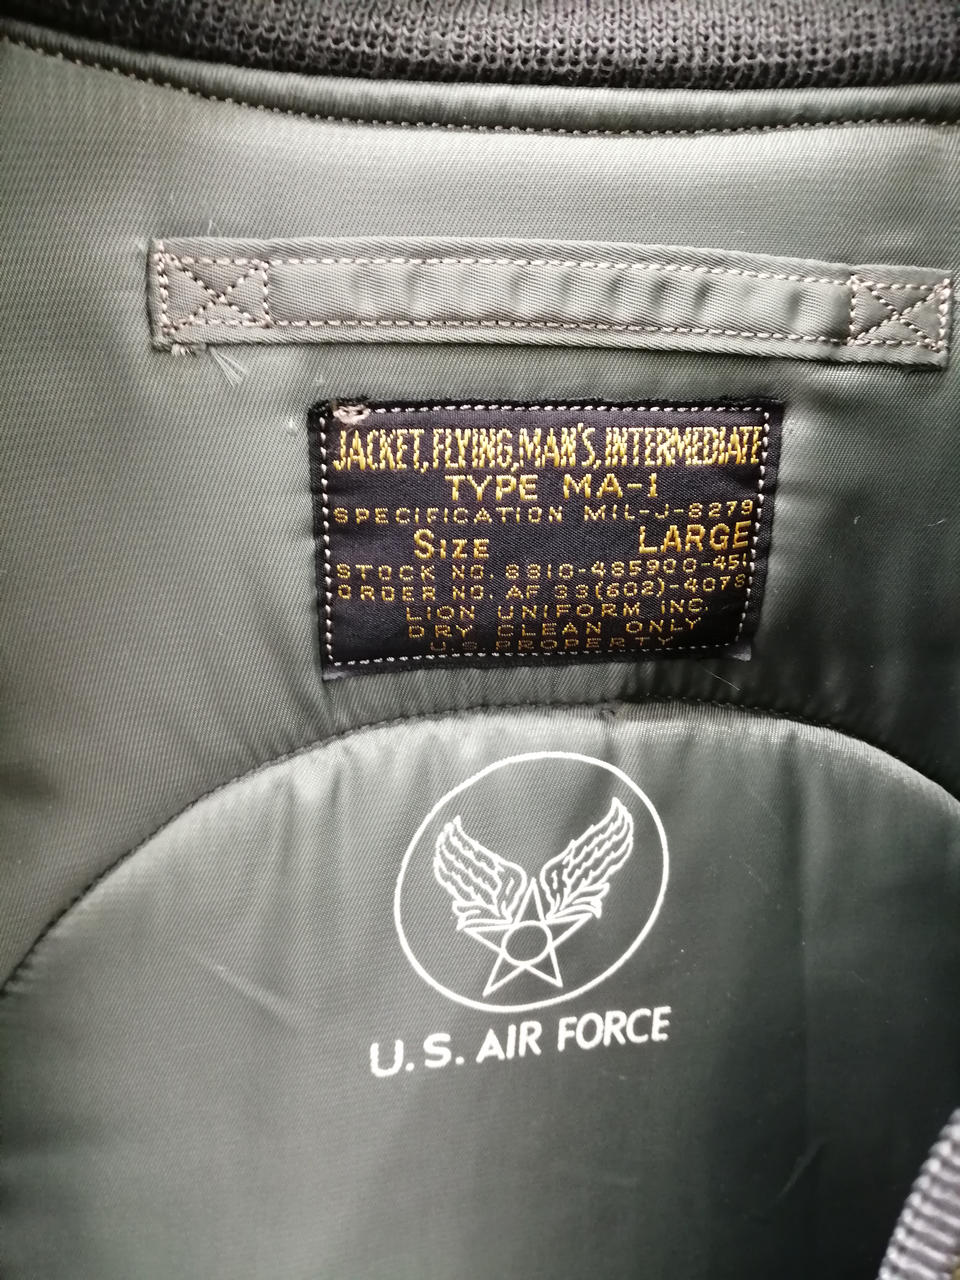 JACKET, FLYING, MAN'S, INTERMEDIATE
TYPE MA-1
SPECIFICATION MIL-J-8279
SIZE LARGE
STOCK NO. 8810-485900-451
ORDER NO. AF 33(602)-4078
LION UNIFORM INC.
DRY CLEAN ONLY
U.S. PROPERTY
U.S. AIR FORCE